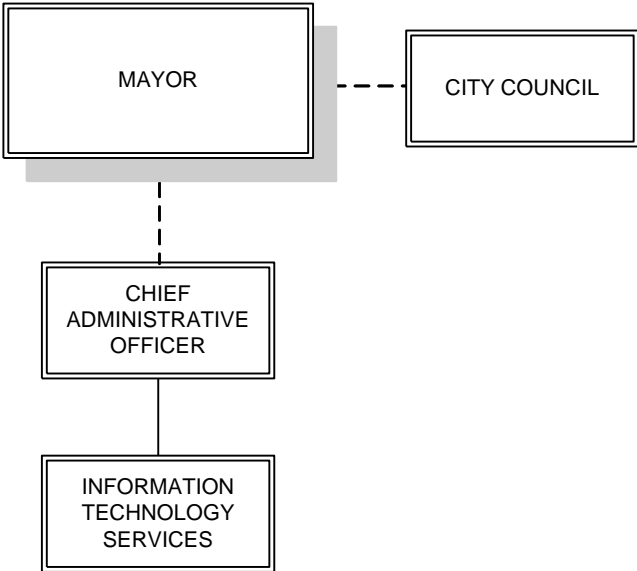 MAYOR
CITY COUNCIL
CHIEF
ADMINISTRATIVE
OFFICER
INFORMATION
TECHNOLOGY
SERVICES